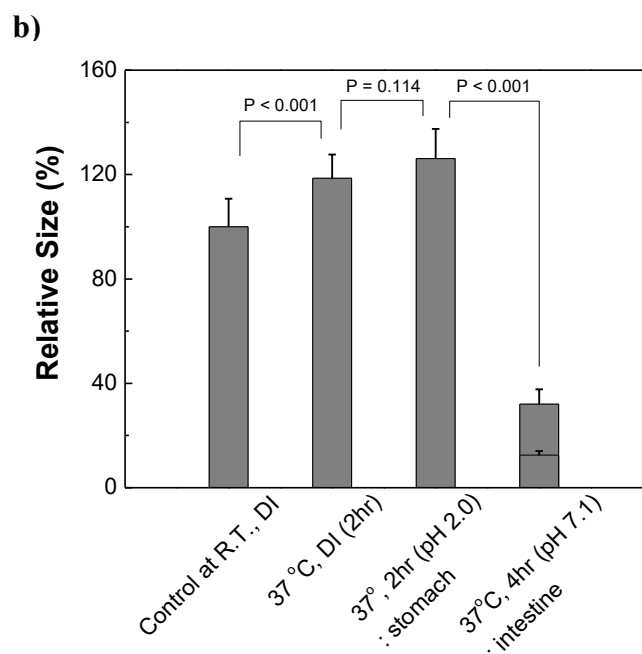 b)
160
120
80
40
0
Relative Size (%)
P < 0.001
P = 0.114
P < 0.001
Control at R.T., DI
37 °C, DI (2hr)
37°, 2hr (pH 2.0)
: stomach
37°C, 4hr (pH 7.1)
: intestine